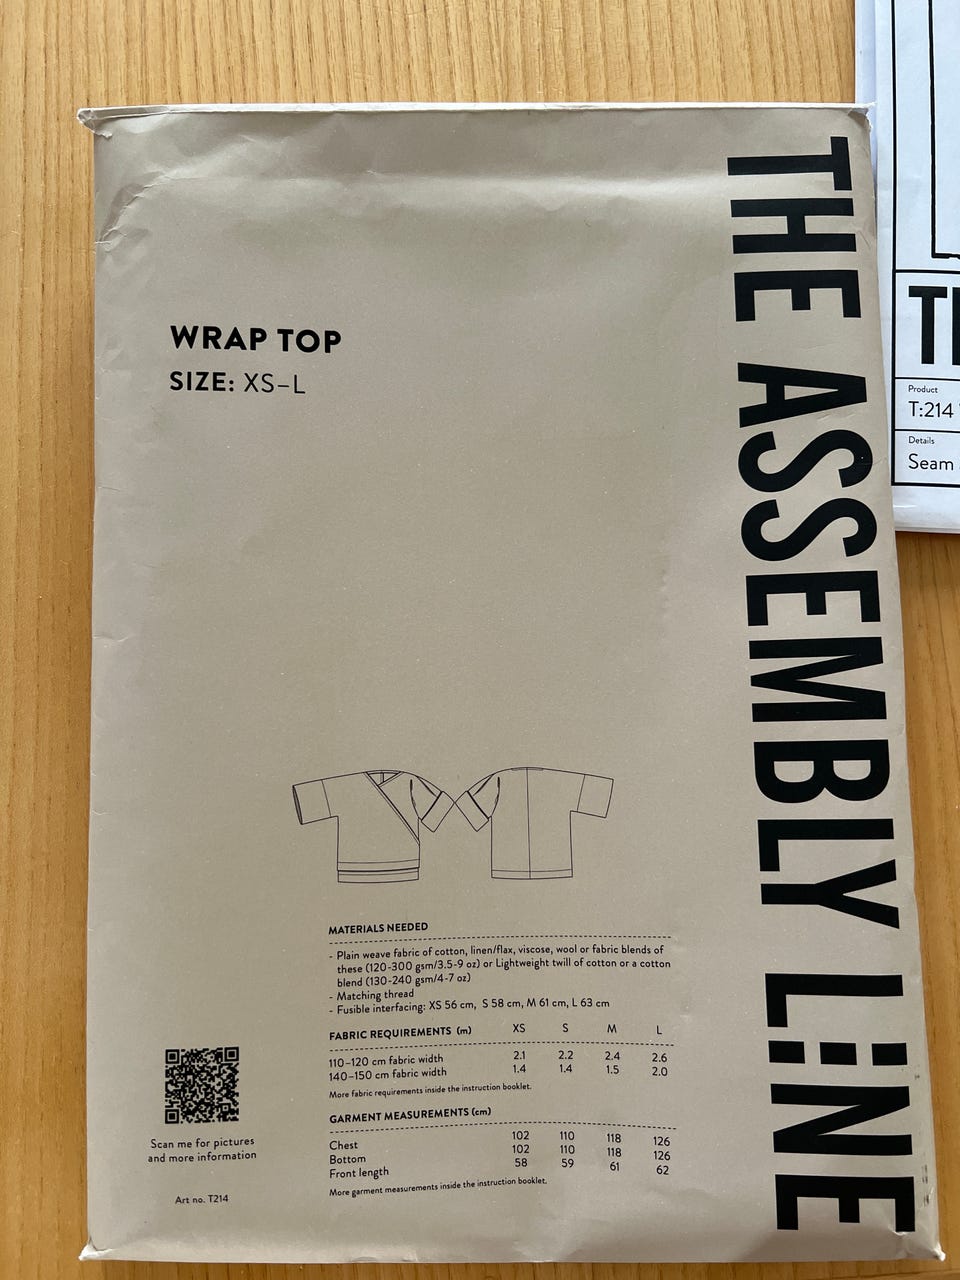 WRAP TOP
SIZE: XS–L
THE ASSEMBLY LINE
MATERIALS NEEDED
- Plain weave fabric of cotton, linen/flax, viscose, wool or fabric blends of
these (120-300 gsm/3.5-9 oz) or Lightweight twill of cotton or a cotton
blend (130-240 gsm/4-7 oz)
- Matching thread
- Fusible interfacing: XS 56 cm, S 58 cm, M 61 cm, L 63 cm
FABRIC REQUIREMENTS (m) XS S M L
110–120 cm fabric width 2.1 2.2 2.4 2.6
140–150 cm fabric width 1.4 1.4 1.5 2.0
More fabric requirements inside the instruction booklet.
GARMENT MEASUREMENTS (cm)
Chest 102 110 118 126
Bottom 102 110 118 126
Front length 58 59 61 62
More garment measurements inside the instruction booklet.
Scan me for pictures
and more information
Art no. T214
Product
T:214
Details
Seam